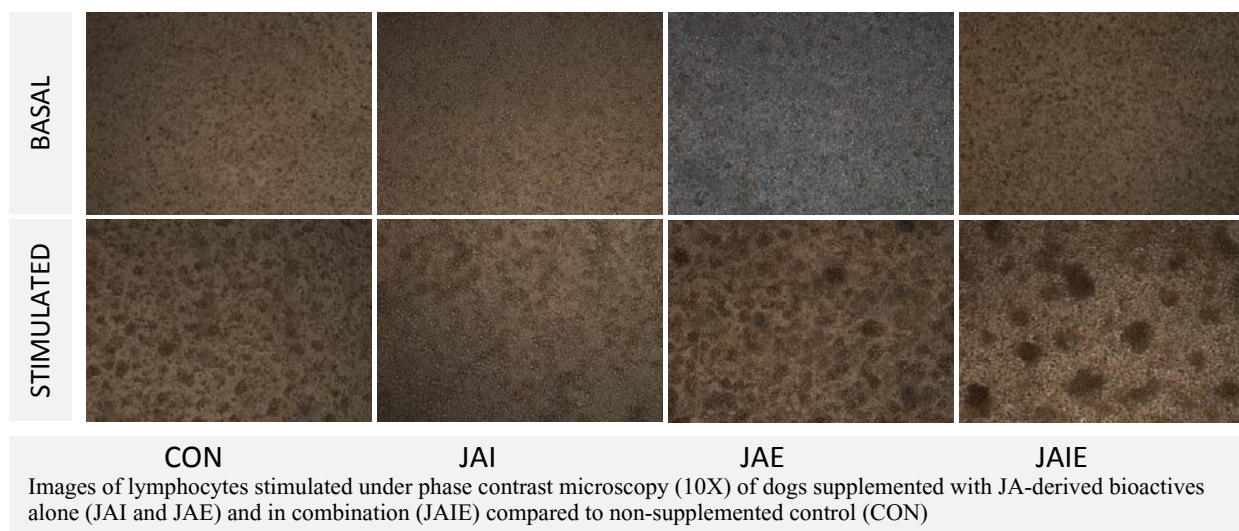 BASAL
STIMULATED
CON JAI JAE JAIE
Images of lymphocytes stimulated under phase contrast microscopy (10X) of dogs supplemented with JA-derived bioactives
alone (JAI and JAE) and in combination (JAIE) compared to non-supplemented control (CON)